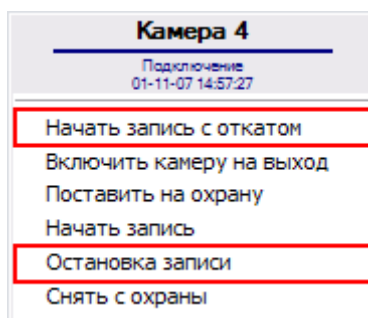 Камера 4
Подключение
01-11-07 14:57:27
Начать запись с откатом
Включить камеру на выход
Поставить на охрану
Начать запись
Остановка записи
Снять с охраны